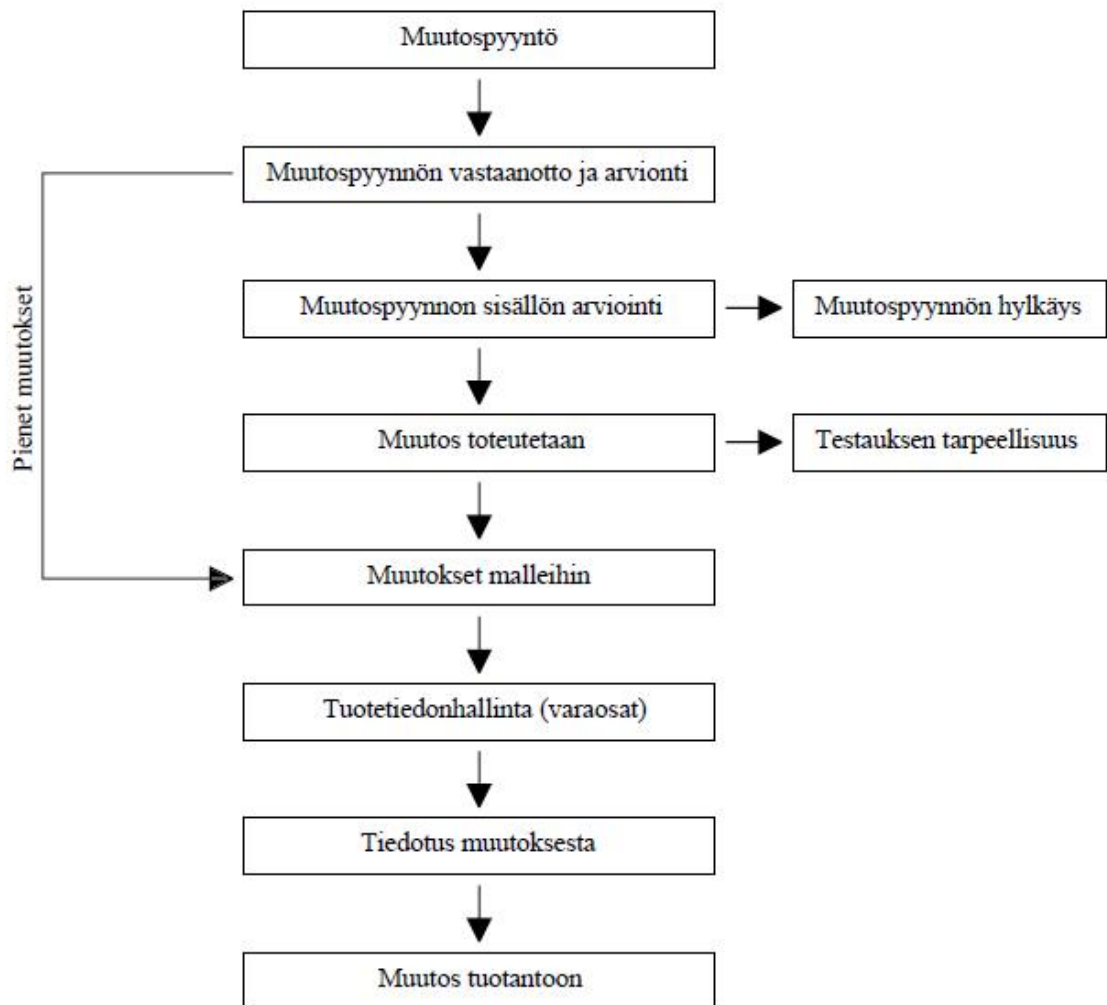 Muutospyyntö
Muutospyynnön vastaanotto ja arvionti
Muutospyynnon sisällön arviointi
Muutospyynnön hylkäys
Pienet muutokset
Muutos toteutetaan
Testauksen tarpeellisuus
Muutokset malleihin
Tuotetiedonhallinta (varaosat)
Tiedotus muutoksesta
Muutos tuotantoon